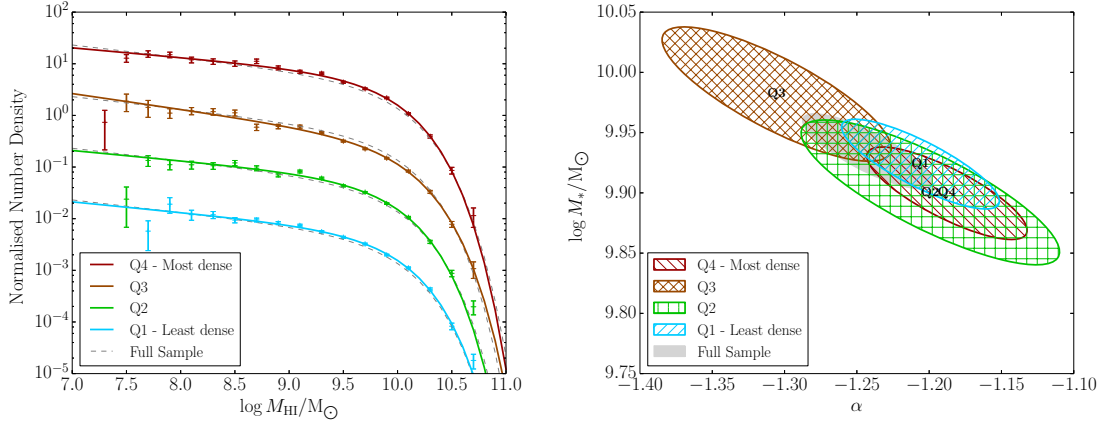 Normalised Number Density
10^2
10^1
10^0
10^−1
10^−2
10^−3
10^−4
10^−5
Q4 - Most dense
Q3
Q2
Q1 - Least dense
Full Sample
7.0 7.5 8.0 8.5 9.0 9.5 10.0 10.5 11.0
log M_HI/M_⊙
log M_*/M_⊙
10.05
10.00
9.95
9.90
9.85
9.80
9.75
Q3
Q1
Q2Q4
Q4 - Most dense
Q3
Q2
Q1 - Least dense
Full Sample
−1.40 −1.35 −1.30 −1.25 −1.20 −1.15 −1.10
α